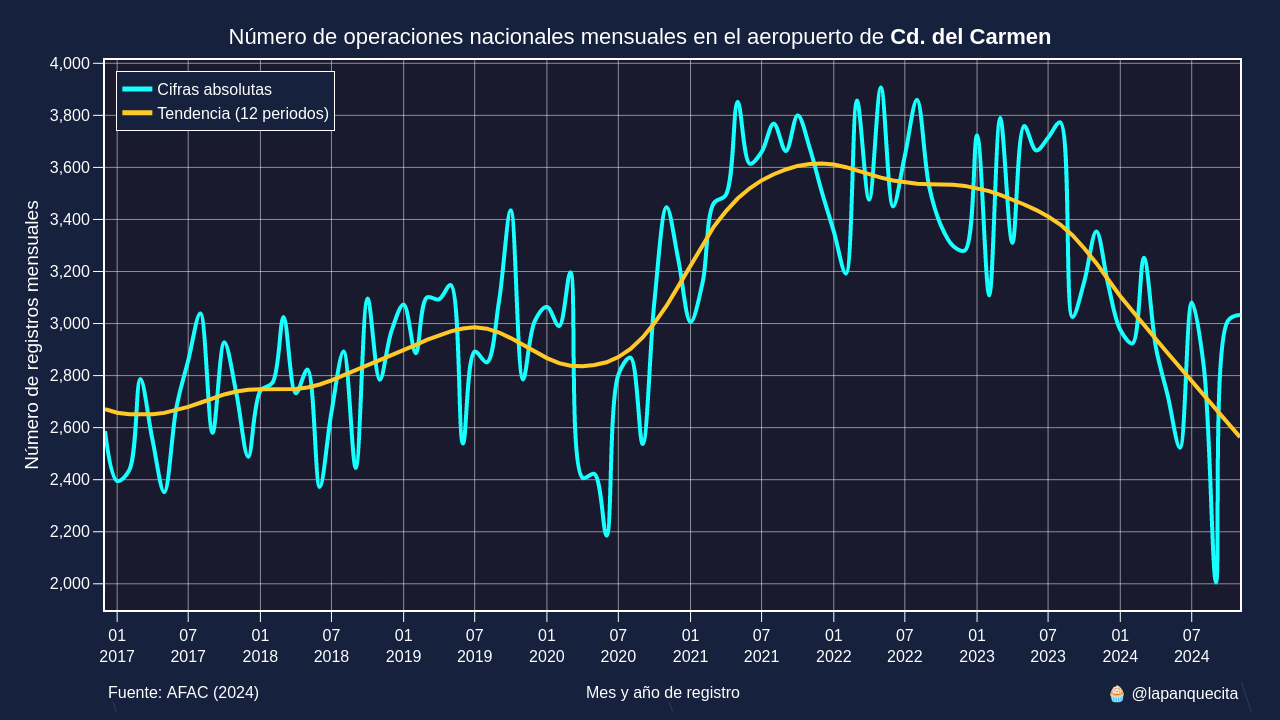 Número de operaciones nacionales mensuales en el aeropuerto de Cd. del Carmen
Cifras absolutas
Tendencia (12 periodos)
Número de registros mensuales
4,000
3,800
3,600
3,400
3,200
3,000
2,800
2,600
2,400
2,200
2,000
01 07 01 07 01 07 01 07 01 07 01 07 01 07 01 07
2017 2017 2018 2018 2019 2019 2020 2020 2021 2021 2022 2022 2023 2023 2024 2024
Fuente: AFAC (2024)
Mes y año de registro
🧁 @lapanquecita